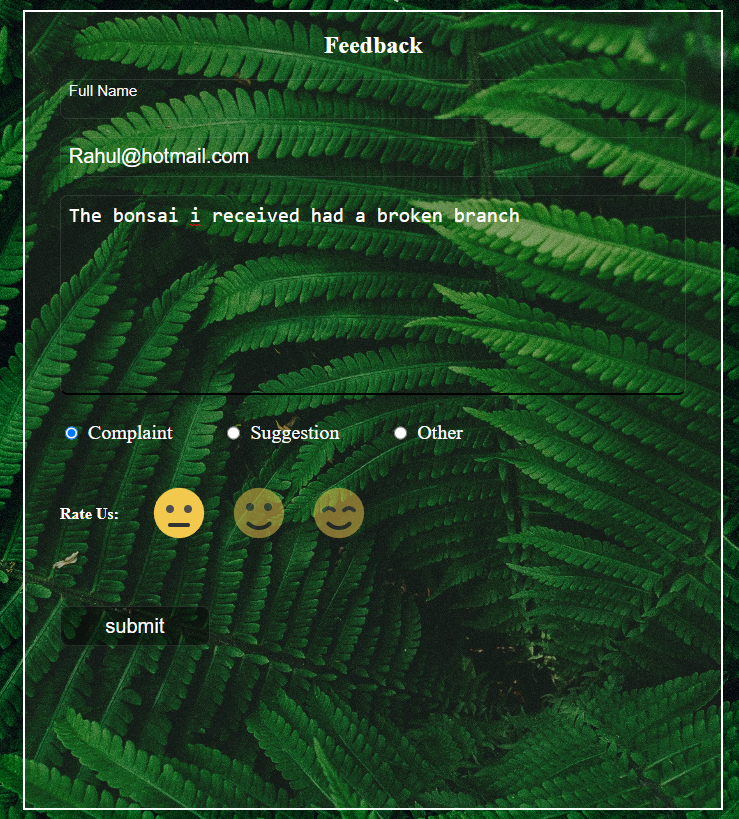 Feedback
Full Name
Rahul@hotmail.com
The bonsai i received had a broken branch
Complaint Suggestion Other
Rate Us:
submit